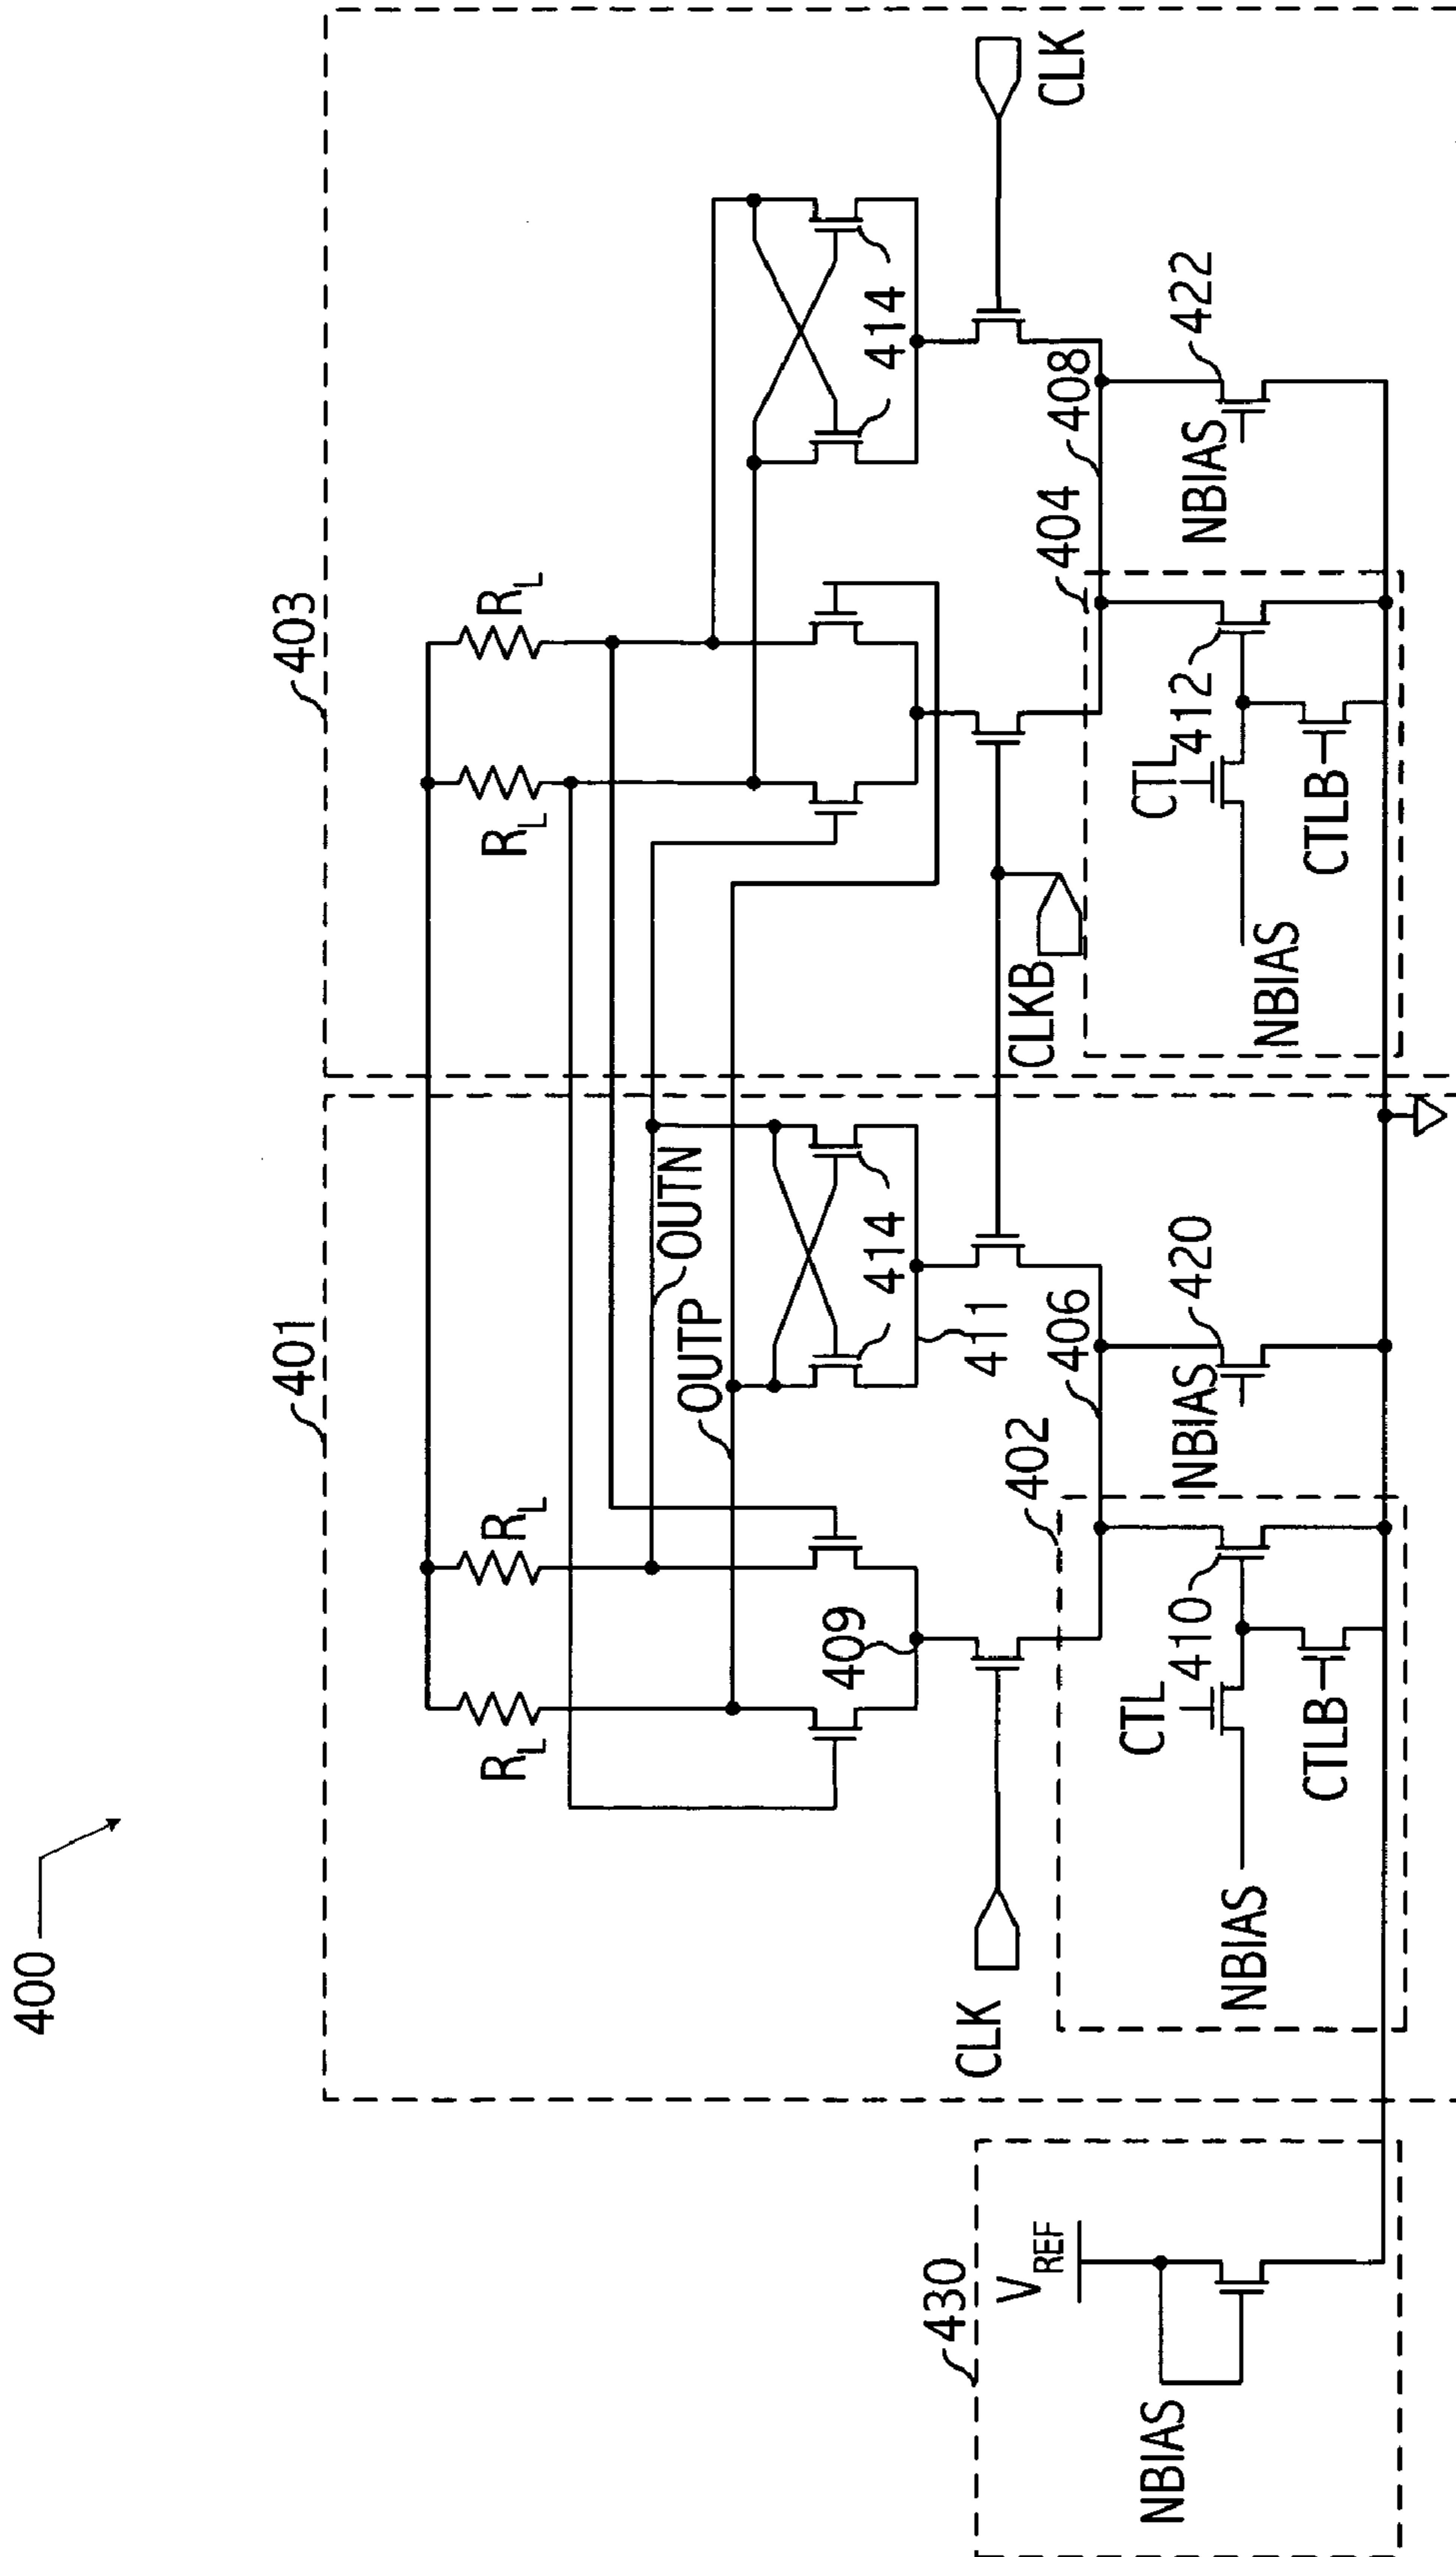 400
401
403
R_L
R_L
R_L
R_L
OUTN
OUTP
409
414
414
411
CLK
CLKB
CLK
402
406
404
408
430
V_REF
NBIAS
CTL
410
NBIAS
CTLB
NBIAS
420
CTL
412
NBIAS
CTLB
NBIAS
422